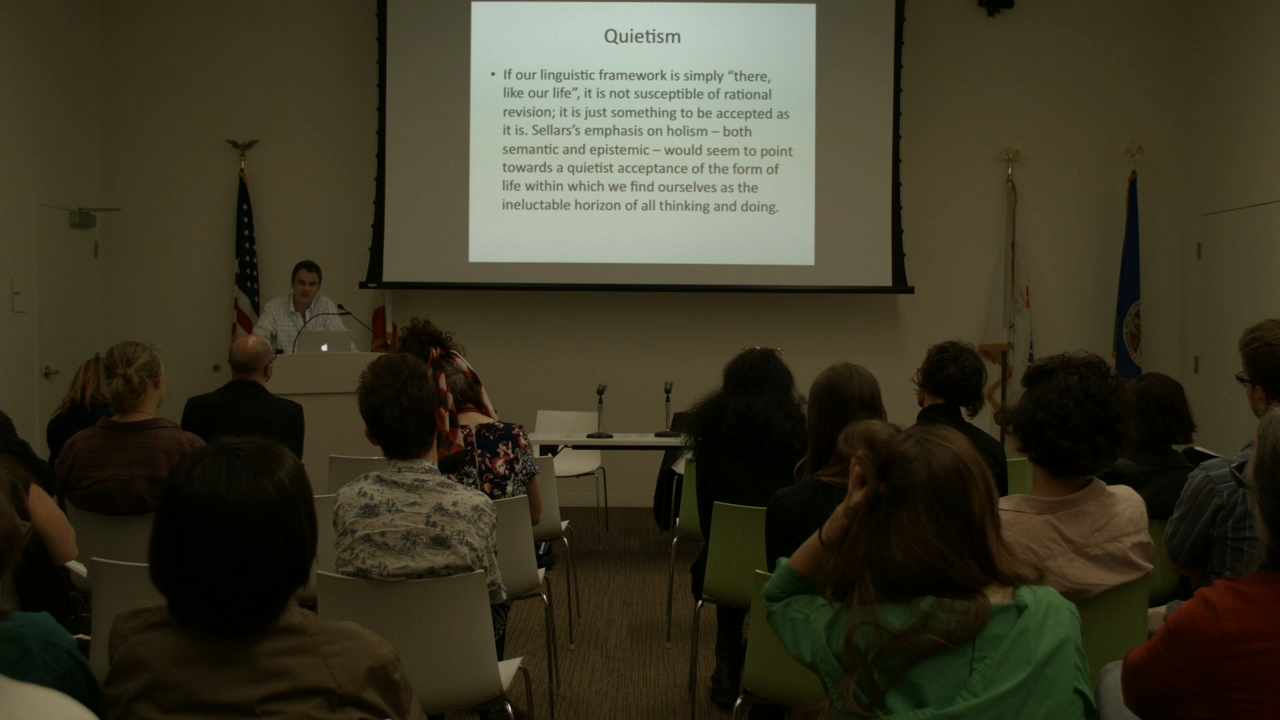 Quietism
• If our linguistic framework is simply “there,
like our life”, it is not susceptible of rational
revision; it is just something to be accepted as
it is. Sellars’s emphasis on holism – both
semantic and epistemic – would seem to point
towards a quietist acceptance of the form of
life within which we find ourselves as the
ineluctable horizon of all thinking and doing.